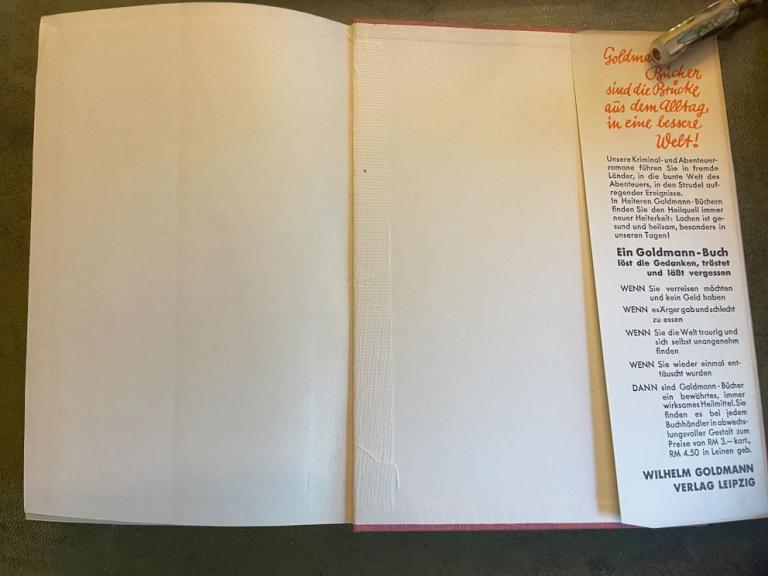 Goldmann
Bücher
sind die Brücke
aus dem Alltag,
in eine bessere
Welt!
Unsere Kriminal- und Abenteuer-
romane führen Sie in fremde
Länder, in die bunte Welt des
Abenteuers, in den Strudel auf-
regender Ereignisse.
In Heiteren Goldmann-Büchern
finden Sie den Heilquell immer
neuer Heiterkeit: Lachen ist ge-
sund und heilsam, besonders in
unseren Tagen!
Ein Goldmann-Buch
löst die Gedanken, tröstet
und läßt vergessen
WENN Sie verreisen möchten
und kein Geld haben
WENN es Ärger gab und schlecht
zu essen
WENN Sie die Welt traurig und
sich selbst unangenehm
finden
WENN Sie wieder einmal ent-
täuscht wurden
DANN sind Goldmann-Bücher
ein bewährtes, immer
wirksames Heilmittel. Sie
finden es bei jedem
Buchhändler in abwechs-
lungsvoller Gestalt zum
Preise von RM 3.— kart.,
RM 4.50 in Leinen geb.
WILHELM GOLDMANN
VERLAG LEIPZIG